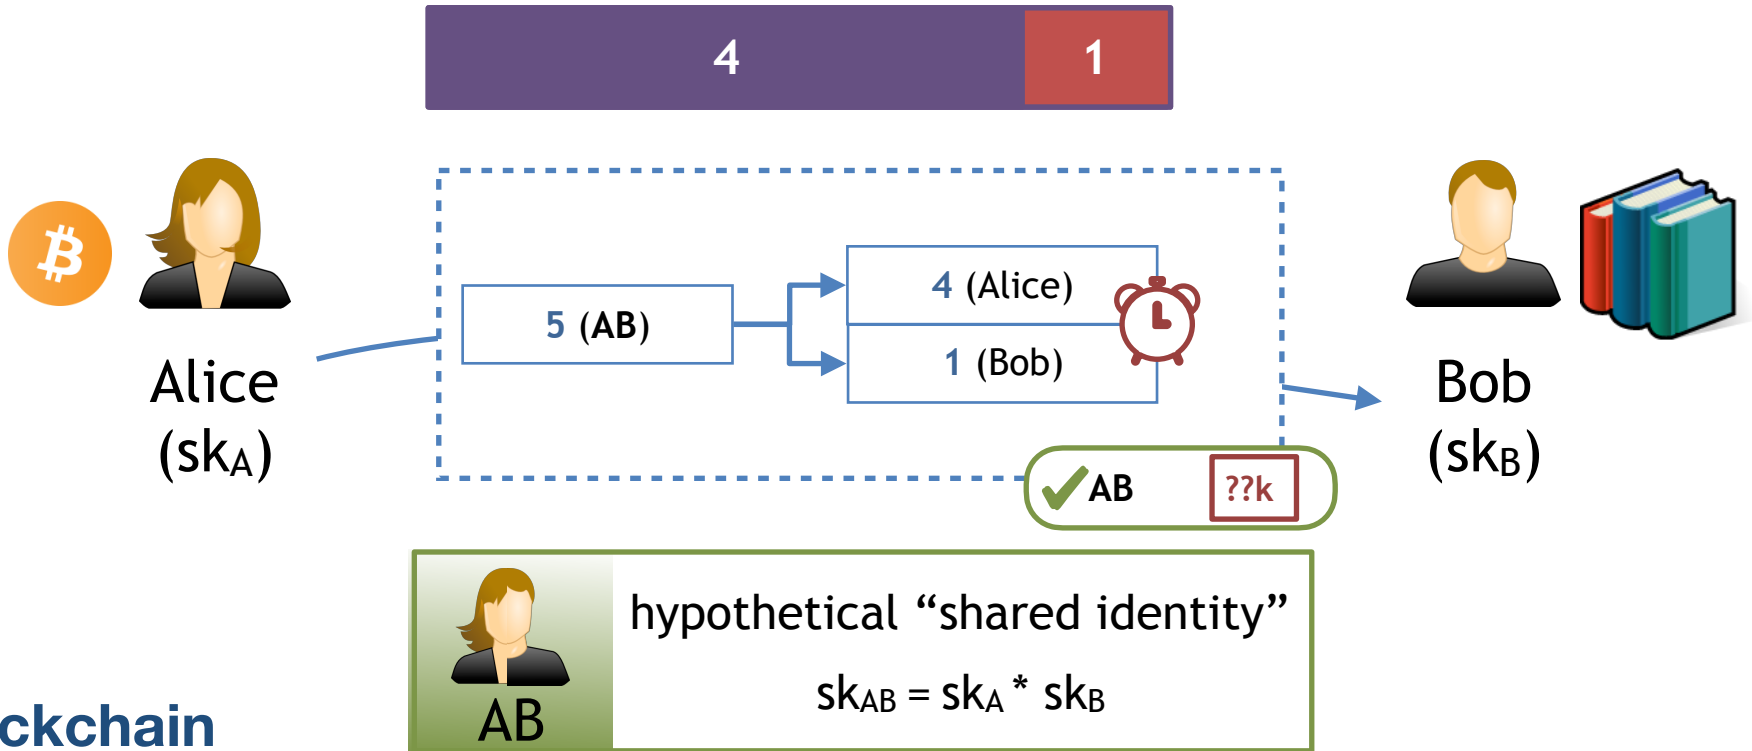 4 1
5 (AB)
4 (Alice)
1 (Bob)
Alice
(skA)
Bob
(skB)
AB ??k
hypothetical “shared identity”
skAB = skA * skB
AB
ckchain